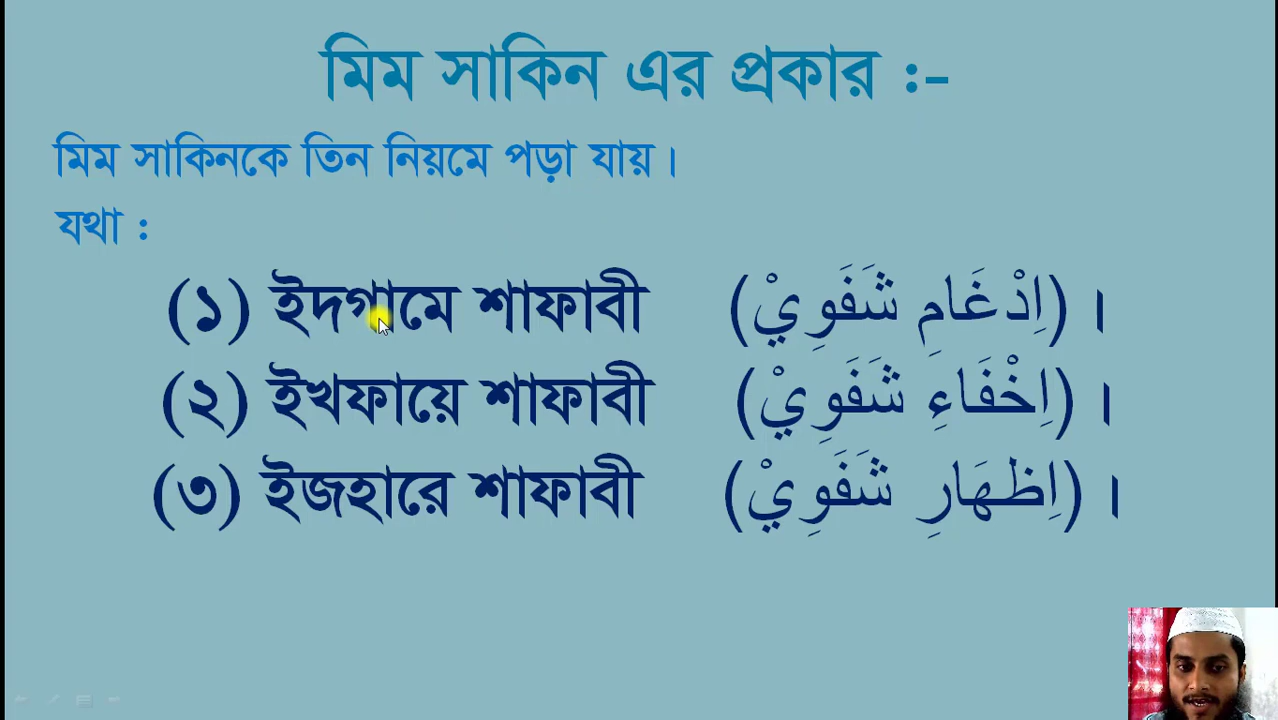 মিম সাকিন এর প্রকার :-
মিম সাকিনকে তিন নিয়মে পড়া যায়।
যথা :
(১) ইদগামে শাফাবী (اِدْغَامِ شَفَوِيْ) ।
(২) ইখফায়ে শাফাবী (اِخْفَاءِ شَفَوِيْ) ।
(৩) ইজহারে শাফাবী (اِظهَارِ شَفَوِيْ) ।